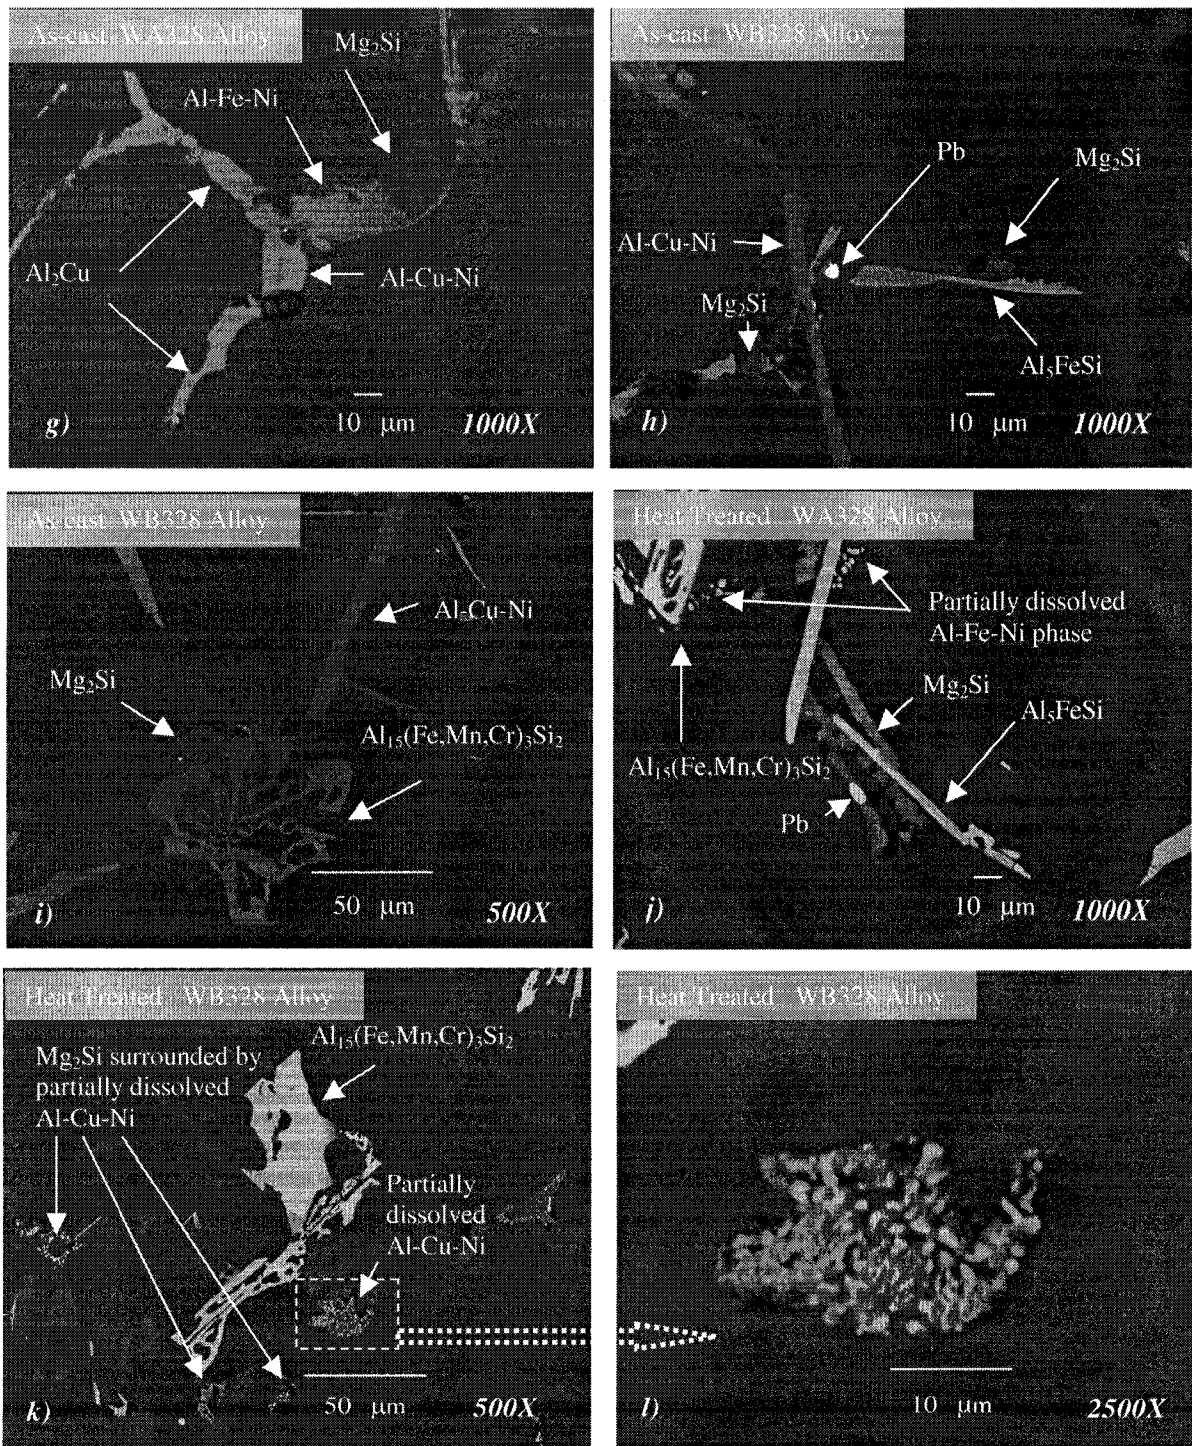 As-cast WA328 Alloy
Mg₂Si
Al-Fe-Ni
Al₂Cu
Al-Cu-Ni
10 μm
g)
1000X
As-cast WB328 Alloy
Pb
Mg₂Si
Al-Cu-Ni
Mg₂Si
Al₅FeSi
10 μm
h)
1000X
As-cast WB328 Alloy
Al-Cu-Ni
Mg₂Si
Al₁₅(Fe,Mn,Cr)₃Si₂
50 μm
i)
500X
Heat Treated WA328 Alloy
Partially dissolved
Al-Fe-Ni phase
Mg₂Si
Al₅FeSi
Al₁₅(Fe,Mn,Cr)₃Si₂
Pb
10 μm
j)
1000X
Heat Treated WB328 Alloy
Al₁₅(Fe,Mn,Cr)₃Si₂
Mg₂Si surrounded by
partially dissolved
Al-Cu-Ni
Partially
dissolved
Al-Cu-Ni
50 μm
k)
500X
Heat Treated WB328 Alloy
10 μm
l)
2500X